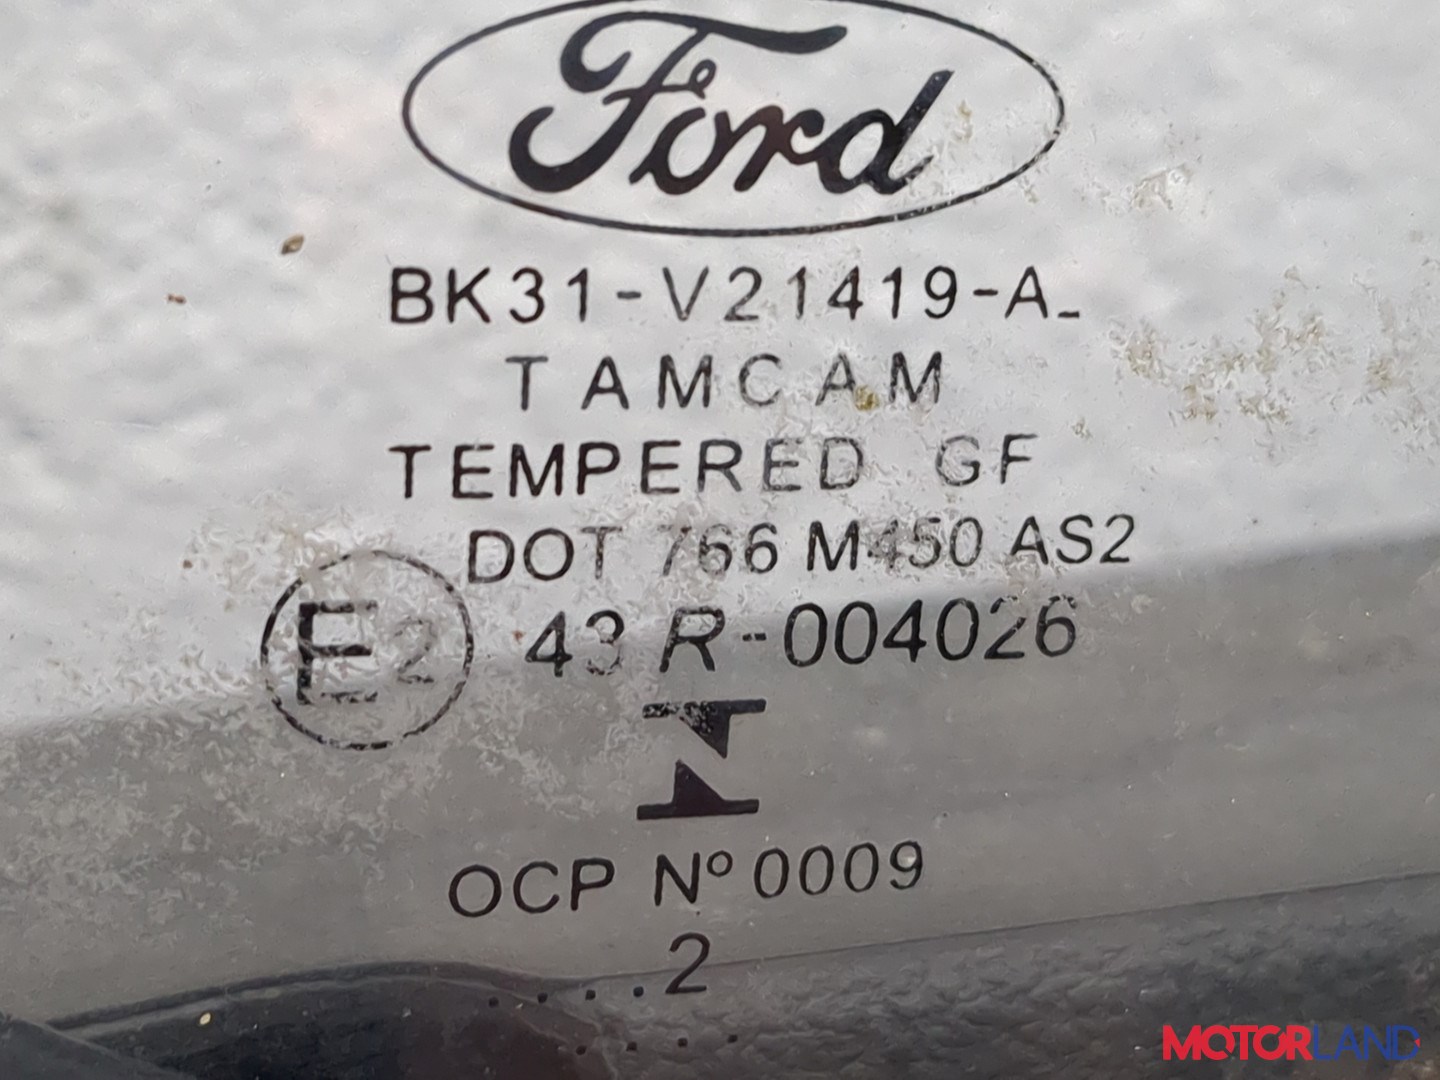 Ford
BK31-V21419-A-
TAMCAM
TEMPERED GF
DOT 766 M450 AS2
E2 43 R-004026
OCP Nº 0009
....2
.....
MOTORLAND